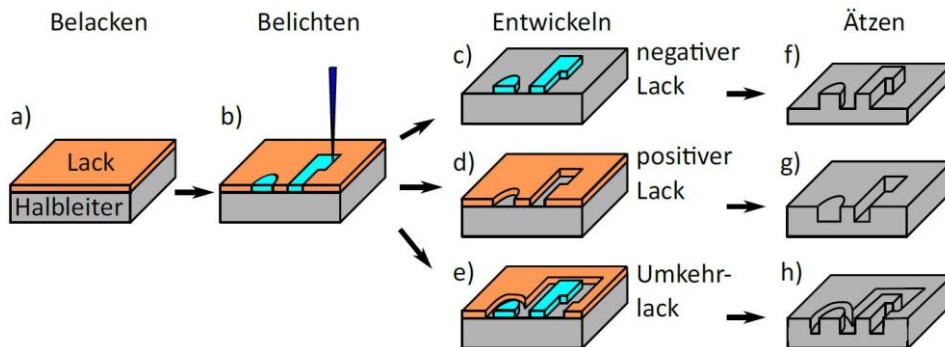 Belacken
Belichten
Entwickeln
Ätzen
a)
Lack
Halbleiter
b)
c)
negativer
Lack
f)
d)
positiver
Lack
g)
e)
Umkehr-
lack
h)